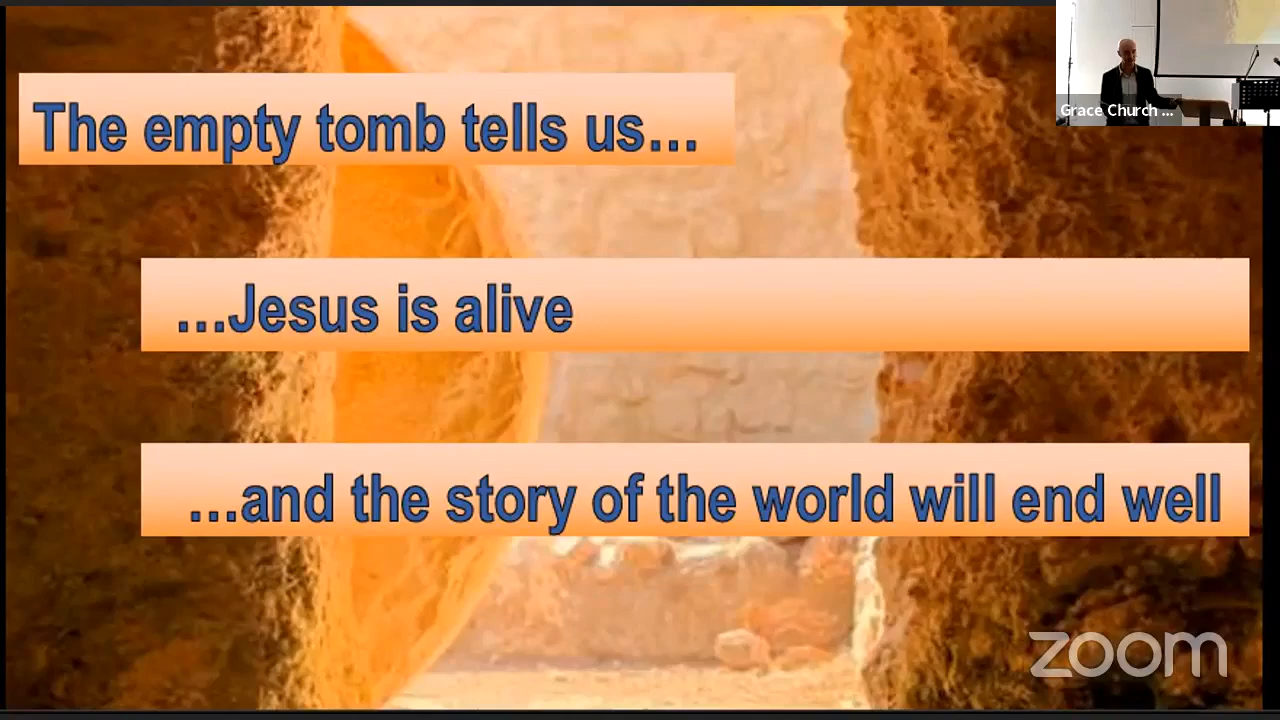 The empty tomb tells us…
Grace Church ...
…Jesus is alive
…and the story of the world will end well
zoom